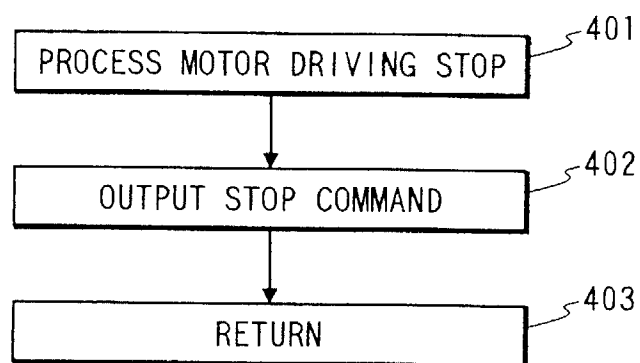 401
PROCESS MOTOR DRIVING STOP
402
OUTPUT STOP COMMAND
403
RETURN